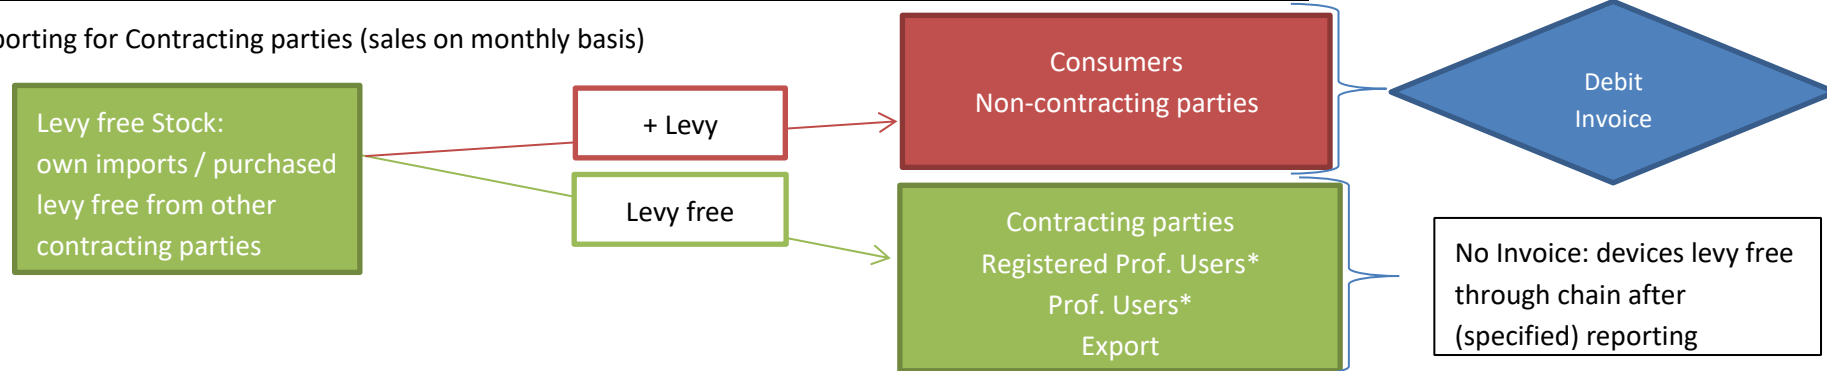 porting for Contracting parties (sales on monthly basis)
Levy free Stock:
own imports / purchased
levy free from other
contracting parties
+ Levy
Levy free
Consumers
Non-contracting parties
Contracting parties
Registered Prof. Users*
Prof. Users*
Export
Debit
Invoice
No Invoice: devices levy free
through chain after
(specified) reporting